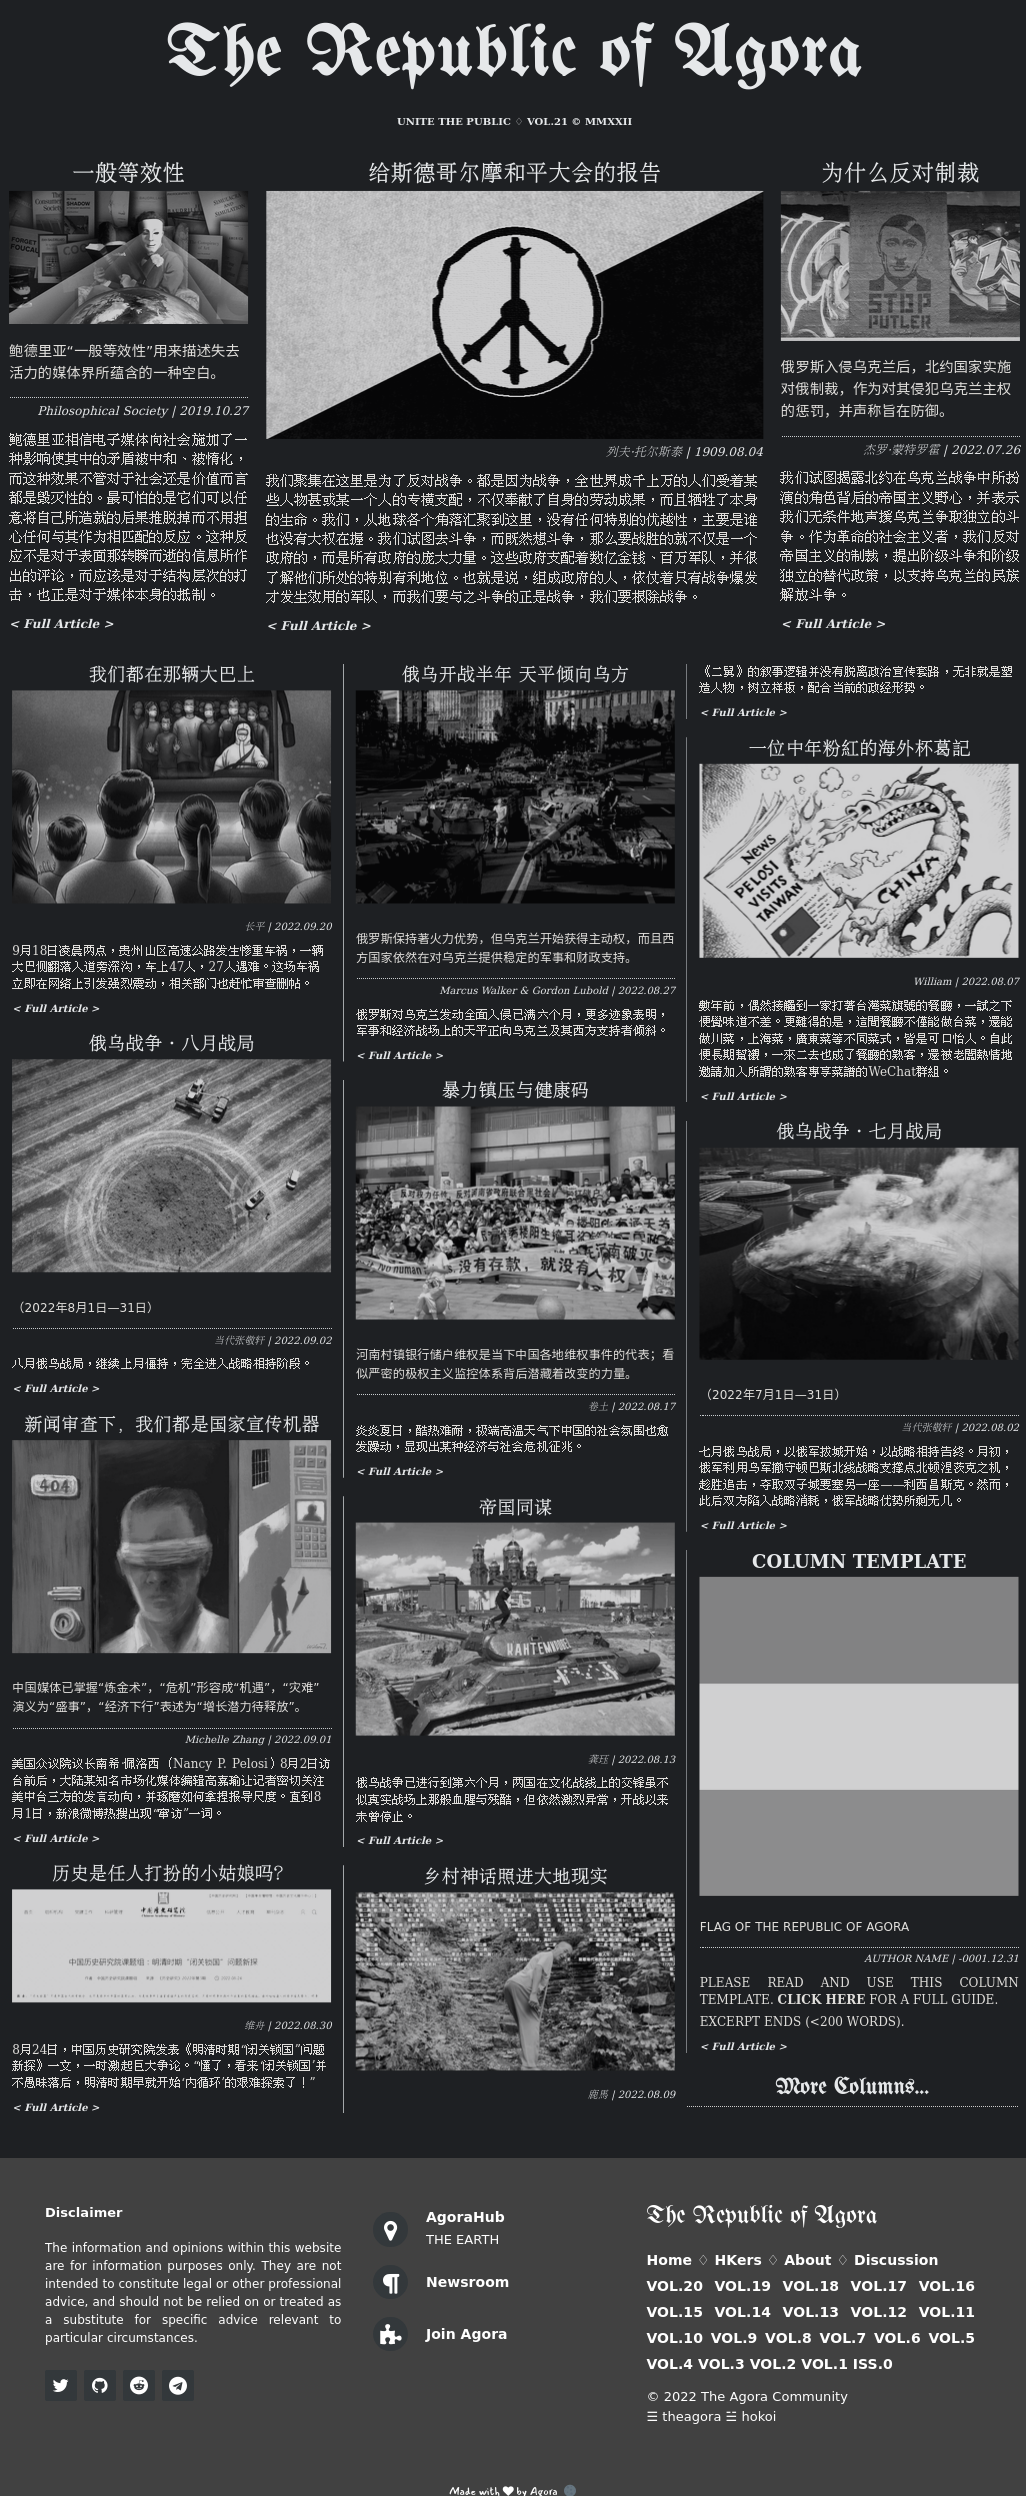 The Republic of Agora
UNITE THE PUBLIC ♢ VOL.21 © MMXXII
一般等效性
鲍德里亚“一般等效性”用来描述失去
活力的媒体界所蕴含的一种空白。
Philosophical Society | 2019.10.27
鲍德里亚相信电子媒体向社会施加了一
种影响使其中的矛盾被中和、被惰化，
而这种效果不管对于社会还是价值而言
都是毁灭性的。最可怕的是它们可以任
意将自己所造就的后果推脱掉而不用担
心任何与其作为相匹配的反应。这种反
应不是对于表面那转瞬而逝的信息所作
出的评论，而应该是对于结构层次的打
击，也正是对于媒体本身的抵制。
< Full Article >
给斯德哥尔摩和平大会的报告
列夫·托尔斯泰 | 1909.08.04
我们聚集在这里是为了反对战争。都是因为战争，全世界成千上万的人们受着某
些人物甚或某一个人的专横支配，不仅奉献了自身的劳动成果，而且牺牲了本身
的生命。我们，从地球各个角落汇聚到这里，没有任何特别的优越性，主要是谁
也没有大权在握。我们试图去斗争，而既然想斗争，那么要战胜的就不仅是一个
政府的，而是所有政府的庞大力量。这些政府支配着数亿金钱、百万军队，并很
了解他们所处的特别有利地位。也就是说，组成政府的人，依仗着只有战争爆发
才发生效用的军队，而我们要与之斗争的正是战争，我们要根除战争。
< Full Article >
为什么反对制裁
STOP
PUTLER
俄罗斯入侵乌克兰后，北约国家实施
对俄制裁，作为对其侵犯乌克兰主权
的惩罚，并声称旨在防御。
杰罗·蒙特罗霍 | 2022.07.26
我们试图揭露北约在乌克兰战争中所扮
演的角色背后的帝国主义野心，并表示
我们无条件地声援乌克兰争取独立的斗
争。作为革命的社会主义者，我们反对
帝国主义的制裁，提出阶级斗争和阶级
独立的替代政策，以支持乌克兰的民族
解放斗争。
< Full Article >
我们都在那辆大巴上
长平 | 2022.09.20
9月18日凌晨两点，贵州山区高速公路发生惨重车祸，一辆
大巴侧翻落入道旁深沟，车上47人，27人遇难。这场车祸
立即在网络上引发强烈震动，相关部门也赶忙审查删帖。
< Full Article >
俄乌战争・八月战局
（2022年8月1日—31日）
当代张敬轩 | 2022.09.02
八月俄乌战局，继续上月僵持，完全进入战略相持阶段。
< Full Article >
新闻审查下，我们都是国家宣传机器
404
中国媒体已掌握“炼金术”，“危机”形容成“机遇”，“灾难”
演义为“盛事”，“经济下行”表述为“增长潜力待释放”。
Michelle Zhang | 2022.09.01
美国众议院议长南希·佩洛西（Nancy P. Pelosi）8月2日访
台前后，大陆某知名市场化媒体编辑高嘉瑜让记者密切关注
美中台三方的发言动向，并琢磨如何拿捏报导尺度。直到8
月1日，新浪微博热搜出现“窜访”一词。
< Full Article >
历史是任人打扮的小姑娘吗？
中国历史研究院
中国历史研究院课题组：明清时期“闭关锁国”问题新探
维舟 | 2022.08.30
8月24日，中国历史研究院发表《明清时期“闭关锁国”问题
新探》一文，一时激起巨大争论。“懂了，看来‘闭关锁国’并
不愚昧落后，明清时期早就开始‘内循环’的艰难探索了！”
< Full Article >
俄乌开战半年 天平倾向乌方
俄罗斯保持著火力优势，但乌克兰开始获得主动权，而且西
方国家依然在对乌克兰提供稳定的军事和财政支持。
Marcus Walker & Gordon Lubold | 2022.08.27
俄罗斯对乌克兰发动全面入侵已满六个月，更多迹象表明，
军事和经济战场上的天平正向乌克兰及其西方支持者倾斜。
< Full Article >
暴力镇压与健康码
没有存款，就没有人权
河南村镇银行储户维权是当下中国各地维权事件的代表；看
似严密的极权主义监控体系背后潜藏着改变的力量。
卷土 | 2022.08.17
炎炎夏日，酷热难耐，极端高温天气下中国的社会氛围也愈
发躁动，显现出某种经济与社会危机征兆。
< Full Article >
帝国同谋
龚珏 | 2022.08.13
俄乌战争已进行到第六个月，两国在文化战线上的交锋虽不
似真实战场上那般血腥与残酷，但依然激烈异常，开战以来
未曾停止。
< Full Article >
乡村神话照进大地现实
鹿馬 | 2022.08.09
《二舅》的叙事逻辑并没有脱离政治宣传套路，无非就是塑
造人物，树立祥板，配合当前的政经形势。
< Full Article >
一位中年粉紅的海外杯葛記
News
PELOSI
VISITS
TAIWAN
CHINA
William | 2022.08.07
數年前，偶然接觸到一家打著台灣菜旗號的餐廳，一試之下
便覺味道不差。更難得的是，這間餐廳不僅能做台菜，還能
做川菜，上海菜，廣東菜等不同菜式，皆是可口怡人。自此
便長期幫襯，一來二去也成了餐廳的熟客，還被老闆熱情地
邀請加入所謂的熟客專享菜譜的WeChat群組。
< Full Article >
俄乌战争・七月战局
（2022年7月1日—31日）
当代张敬轩 | 2022.08.02
七月俄乌战局，以俄军拔城开始，以战略相持告终。月初，
俄军利用乌军撤守顿巴斯北线战略支撑点北顿涅茨克之机，
趁胜追击，夺取双子城要塞另一座——利西昌斯克。然而，
此后双方陷入战略消耗，俄军战略优势所剩无几。
< Full Article >
COLUMN TEMPLATE
FLAG OF THE REPUBLIC OF AGORA
AUTHOR NAME | -0001.12.31
PLEASE READ AND USE THIS COLUMN
TEMPLATE. CLICK HERE FOR A FULL GUIDE.
EXCERPT ENDS (<200 WORDS).
< Full Article >
More Columns...
Disclaimer
The information and opinions within this website
are for information purposes only. They are not
intended to constitute legal or other professional
advice, and should not be relied on or treated as
a substitute for specific advice relevant to
particular circumstances.
AgoraHub
THE EARTH
Newsroom
Join Agora
The Republic of Agora
Home ♢ HKers ♢ About ♢ Discussion
VOL.20 VOL.19 VOL.18 VOL.17 VOL.16
VOL.15 VOL.14 VOL.13 VOL.12 VOL.11
VOL.10 VOL.9 VOL.8 VOL.7 VOL.6 VOL.5
VOL.4 VOL.3 VOL.2 VOL.1 ISS.0
© 2022 The Agora Community
☰ theagora ☱ hokoi
Made with ♥ by Agora